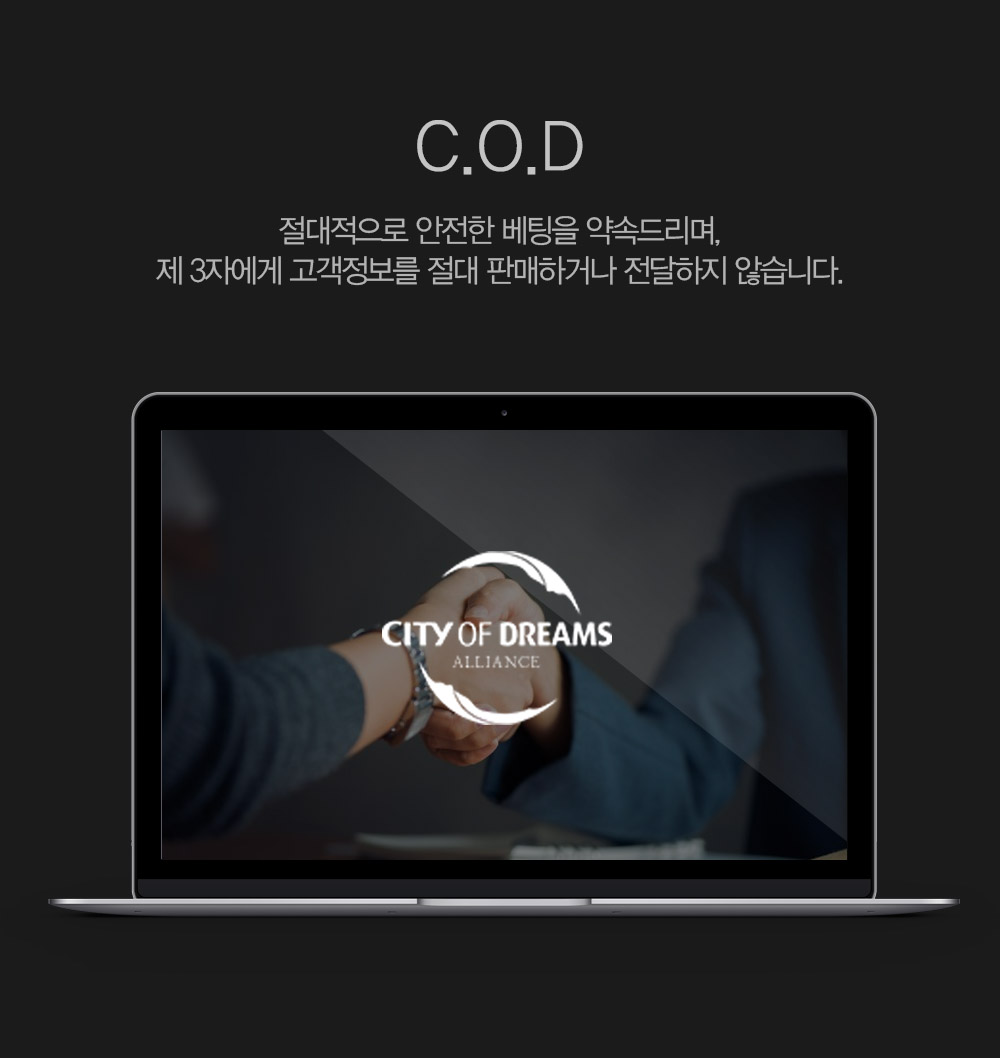 C.O.D
절대적으로 안전한 베팅을 약속드리며,
제 3자에게 고객정보를 절대 판매하거나 전달하지 않습니다.
CITY OF DREAMS
ALLIANCE